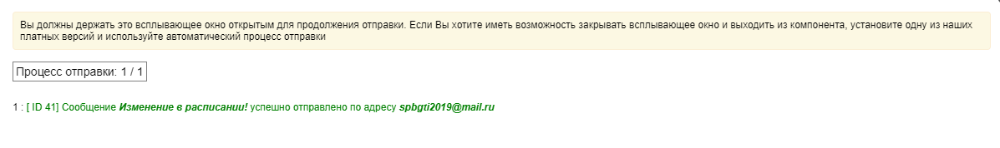 Вы должны держать это всплывающее окно открытым для продолжения отправки. Если Вы хотите иметь возможность закрывать всплывающее окно и выходить из компонента, установите одну из наших
платных версий и используйте автоматический процесс отправки
Процесс отправки: 1 / 1
1 : [ ID 41] Сообщение Изменение в расписании! успешно отправлено по адресу spbgti2019@mail.ru